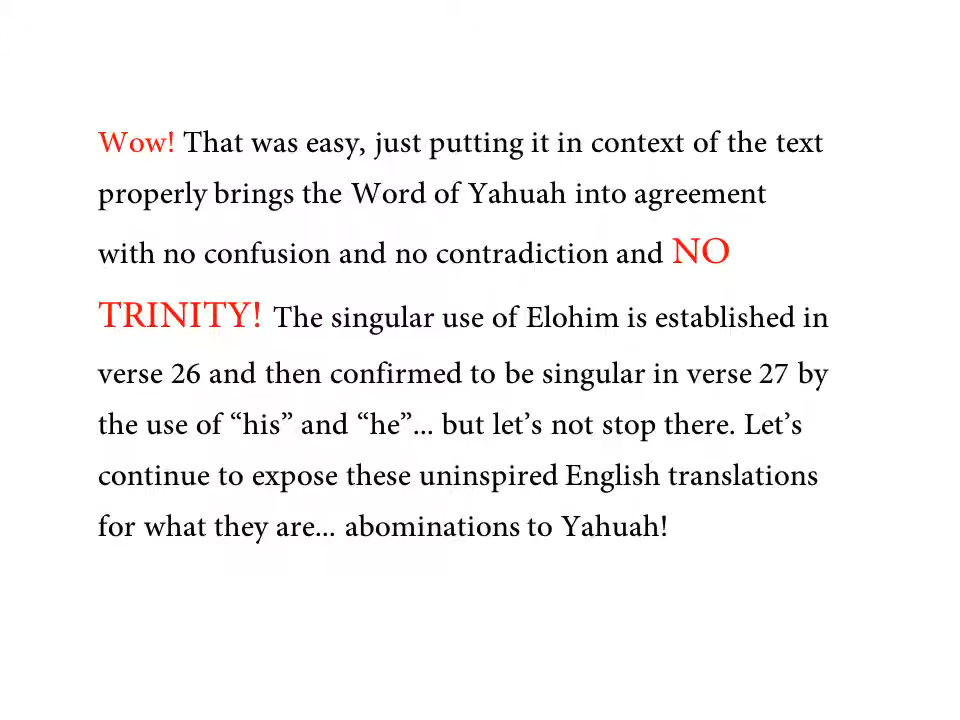 Wow! That was easy, just putting it in context of the text
properly brings the Word of Yahuah into agreement
with no confusion and no contradiction and NO
TRINITY! The singular use of Elohim is established in
verse 26 and then confirmed to be singular in verse 27 by
the use of “his” and “he”... but let’s not stop there. Let’s
continue to expose these uninspired English translations
for what they are... abominations to Yahuah!